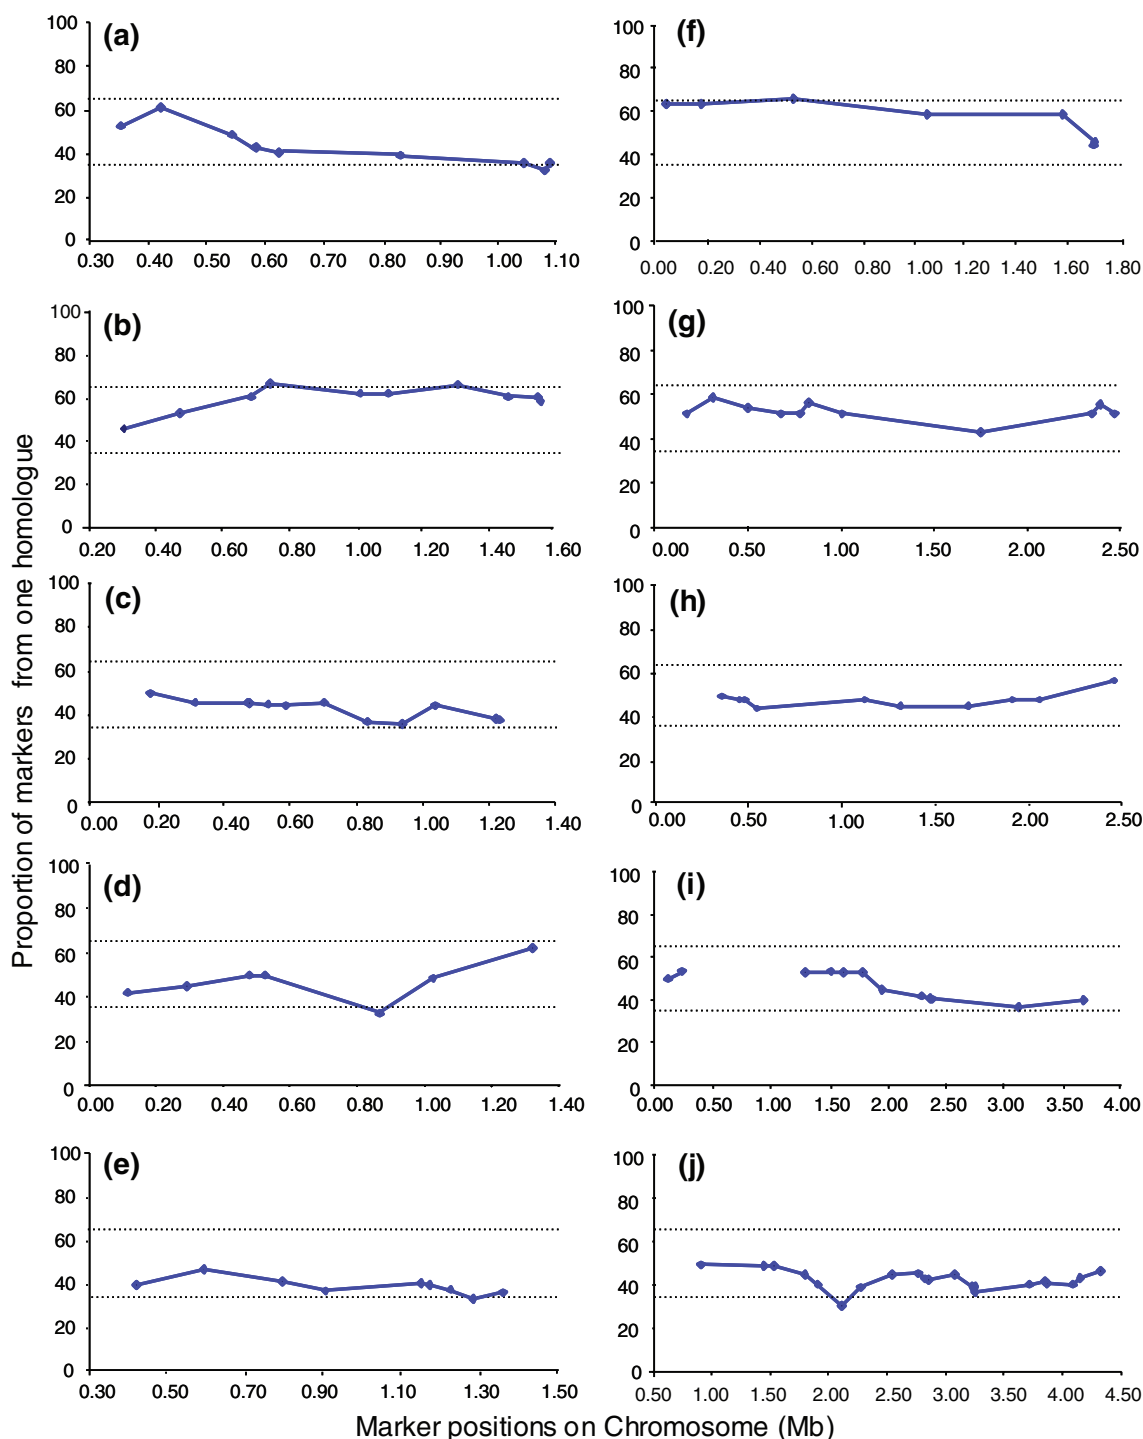 Proportion of markers from one homologue
(a)
100
80
60
40
20
0
0.30 0.40 0.50 0.60 0.70 0.80 0.90 1.00 1.10
(f)
100
80
60
40
20
0
0.00 0.20 0.40 0.60 0.80 1.00 1.20 1.40 1.60 1.80
(b)
100
80
60
40
20
0
0.20 0.40 0.60 0.80 1.00 1.20 1.40 1.60
(g)
100
80
60
40
20
0
0.00 0.50 1.00 1.50 2.00 2.50
(c)
100
80
60
40
20
0
0.00 0.20 0.40 0.60 0.80 1.00 1.20 1.40
(h)
100
80
60
40
20
0
0.00 0.50 1.00 1.50 2.00 2.50
(d)
100
80
60
40
20
0
0.00 0.20 0.40 0.60 0.80 1.00 1.20 1.40
(i)
100
80
60
40
20
0
0.00 0.50 1.00 1.50 2.00 2.50 3.00 3.50 4.00
(e)
100
80
60
40
20
0
0.30 0.50 0.70 0.90 1.10 1.30 1.50
(j)
100
80
60
40
20
0
0.50 1.00 1.50 2.00 2.50 3.00 3.50 4.00 4.50
Marker positions on Chromosome (Mb)